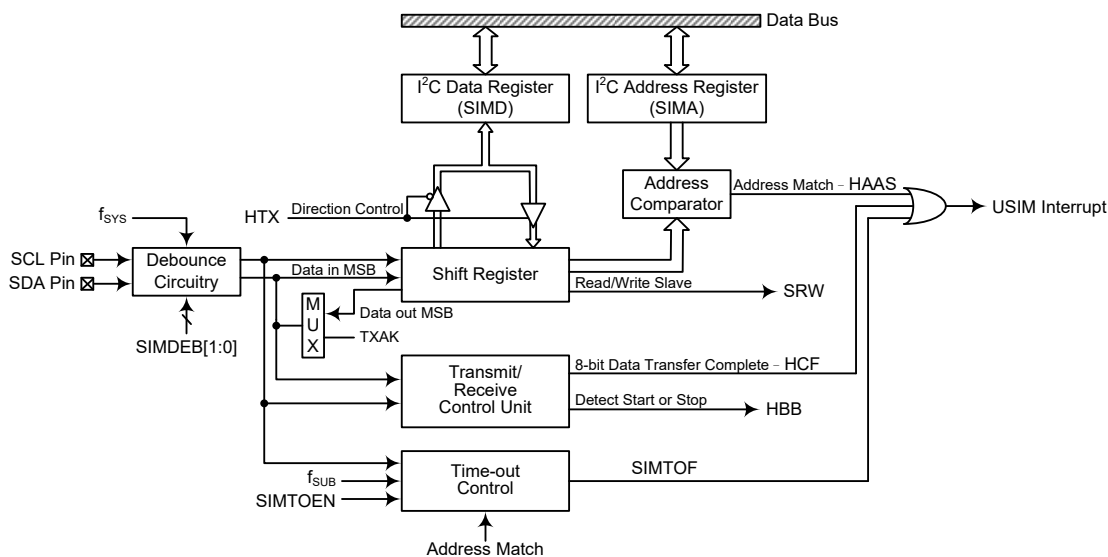 Data Bus
I²C Data Register
(SIMD)
I²C Address Register
(SIMA)
Address
Comparator
Address Match - HAAS
USIM Interrupt
fSYS
HTX
Direction Control
SCL Pin
SDA Pin
Debounce
Circuitry
Data in MSB
Shift Register
Read/Write Slave
SRW
M
U
X
Data out MSB
TXAK
SIMDEB[1:0]
Transmit/
Receive
Control Unit
8-bit Data Transfer Complete - HCF
Detect Start or Stop
HBB
fSUB
SIMTOEN
Time-out
Control
SIMTOF
Address Match